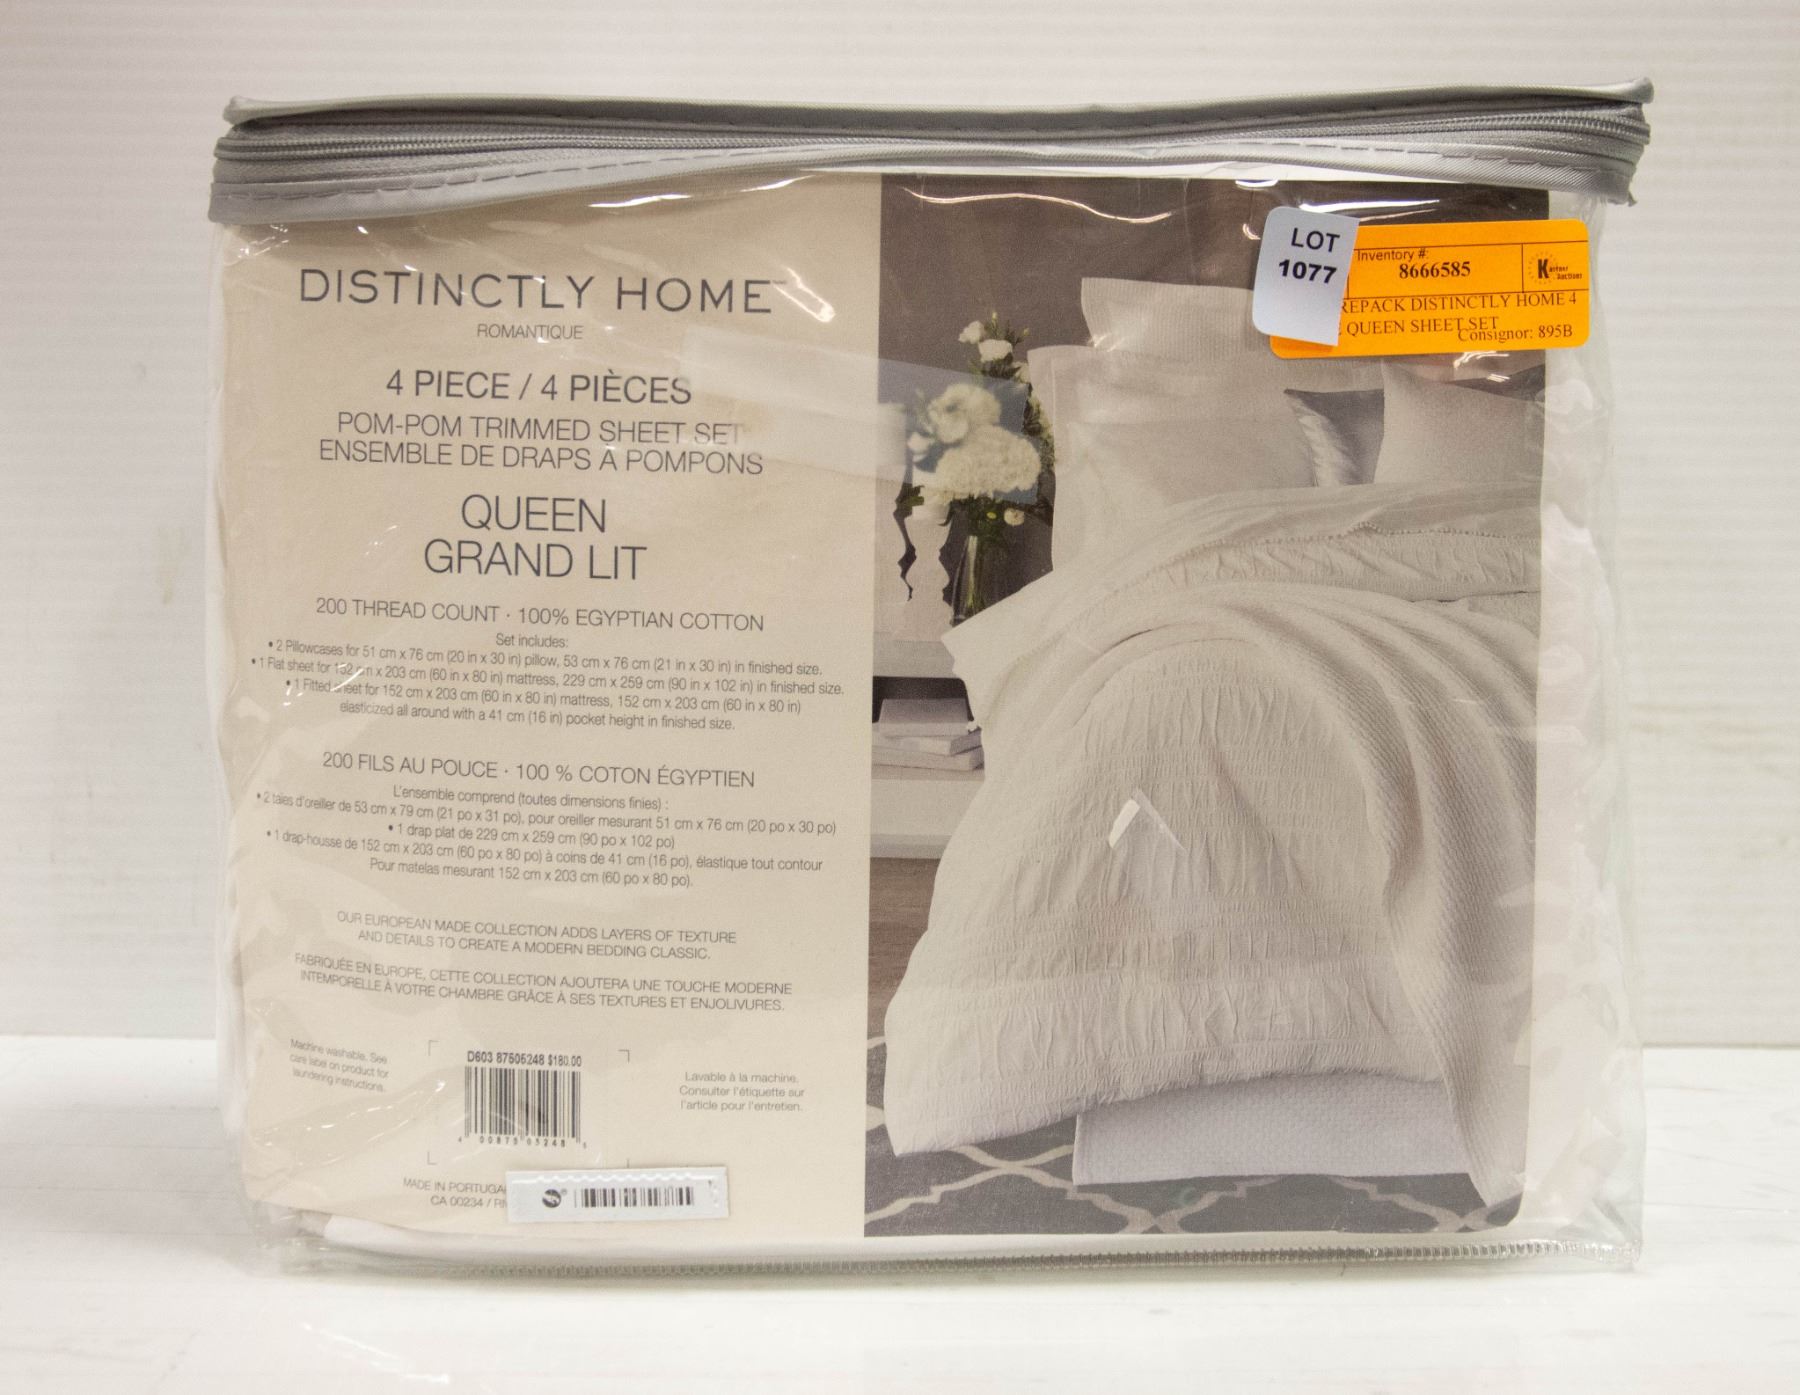 DISTINCTLY HOME
ROMANTIQUE
4 PIECE / 4 PIÈCES
POM-POM TRIMMED SHEET SET
ENSEMBLE DE DRAPS À POMPONS
QUEEN
GRAND LIT
200 THREAD COUNT · 100% EGYPTIAN COTTON
Set includes:
• 2 Pillowcases for 51 cm x 76 cm (20 in x 30 in) pillow, 53 cm x 76 cm (21 in x 30 in) in finished size.
• 1 Flat sheet for 152 cm x 203 cm (60 in x 80 in) mattress, 229 cm x 259 cm (90 in x 102 in) in finished size.
• 1 Fitted sheet for 152 cm x 203 cm (60 in x 80 in) mattress, 152 cm x 203 cm (60 in x 80 in)
elasticized all around with a 41 cm (16 in) pocket height in finished size.
200 FILS AU POUCE · 100 % COTON ÉGYPTIEN
L'ensemble comprend (toutes dimensions finies) :
• 2 taies d'oreiller de 53 cm x 79 cm (21 po x 31 po), pour oreiller mesurant 51 cm x 76 cm (20 po x 30 po)
• 1 drap plat de 229 cm x 259 cm (90 po x 102 po)
• 1 drap-housse de 152 cm x 203 cm (60 po x 80 po) à coins de 41 cm (16 po), élastique tout contour
Pour matelas mesurant 152 cm x 203 cm (60 po x 80 po).
OUR EUROPEAN MADE COLLECTION ADDS LAYERS OF TEXTURE
AND DETAILS TO CREATE A MODERN BEDDING CLASSIC.
FABRIQUÉE EN EUROPE, CETTE COLLECTION AJOUTERA UNE TOUCHE MODERNE
INTEMPORELLE À VOTRE CHAMBRE GRÂCE À SES TEXTURES ET ENJOLIVURES.
Machine washable. See
care label on product for
laundering instructions.
D603 87505248 $180.00
4 00875 05248 5
Lavable à la machine.
Consulter l'étiquette sur
l'article pour l'entretien.
MADE IN PORTUGA
CA 00234 / RN
LOT
1077
Inventory #:
8666585
Kastner
Auctions
REPACK DISTINCTLY HOME 4
E QUEEN SHEET SET
Consignor: 895B